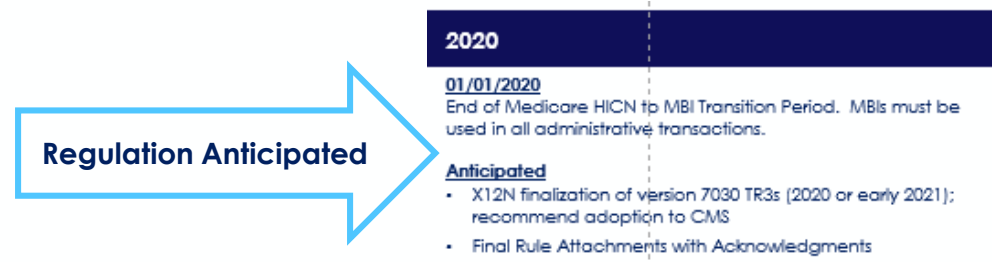 2020
01/01/2020
End of Medicare HICN to MBI Transition Period.  MBIs must be
used in all administrative transactions.
Regulation Anticipated
Anticipated
▪ X12N finalization of version 7030 TR3s (2020 or early 2021);
recommend adoption to CMS
▪ Final Rule Attachments with Acknowledgments